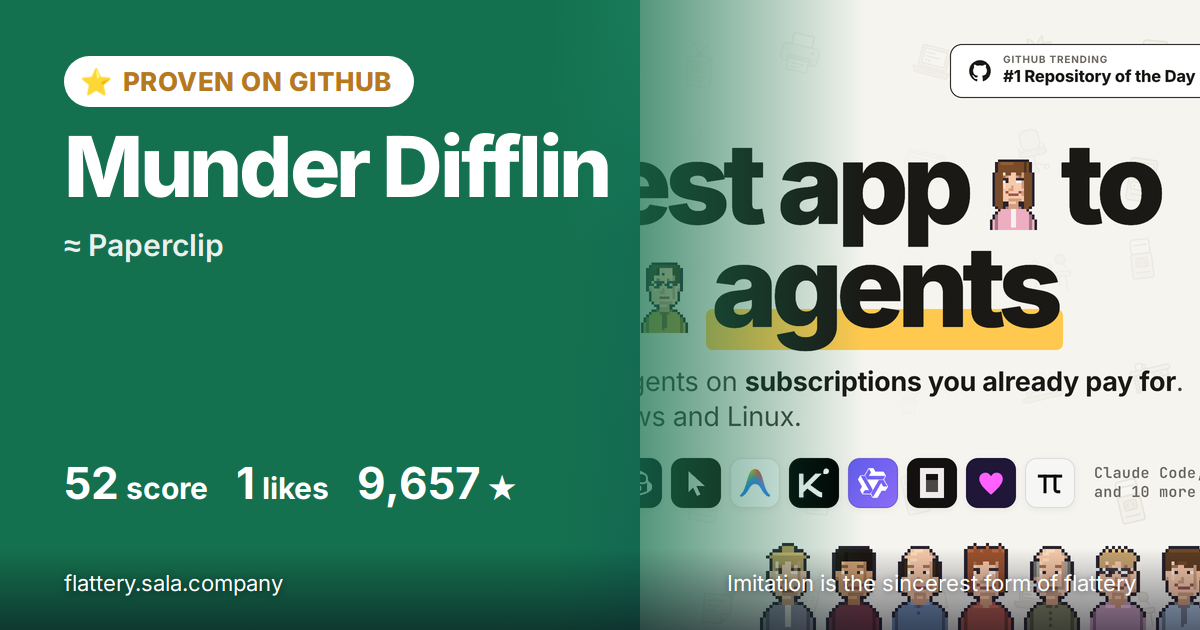 PROVEN ON GITHUB
Munder Difflin
≈ Paperclip
52 score 1 likes 9,657 ★
flattery.sala.company
GITHUB TRENDING
#1 Repository of the Day
est app to
agents
gents on subscriptions you already pay for.
ws and Linux.
Claude Code,
and 10 more
Imitation is the sincerest form of flattery